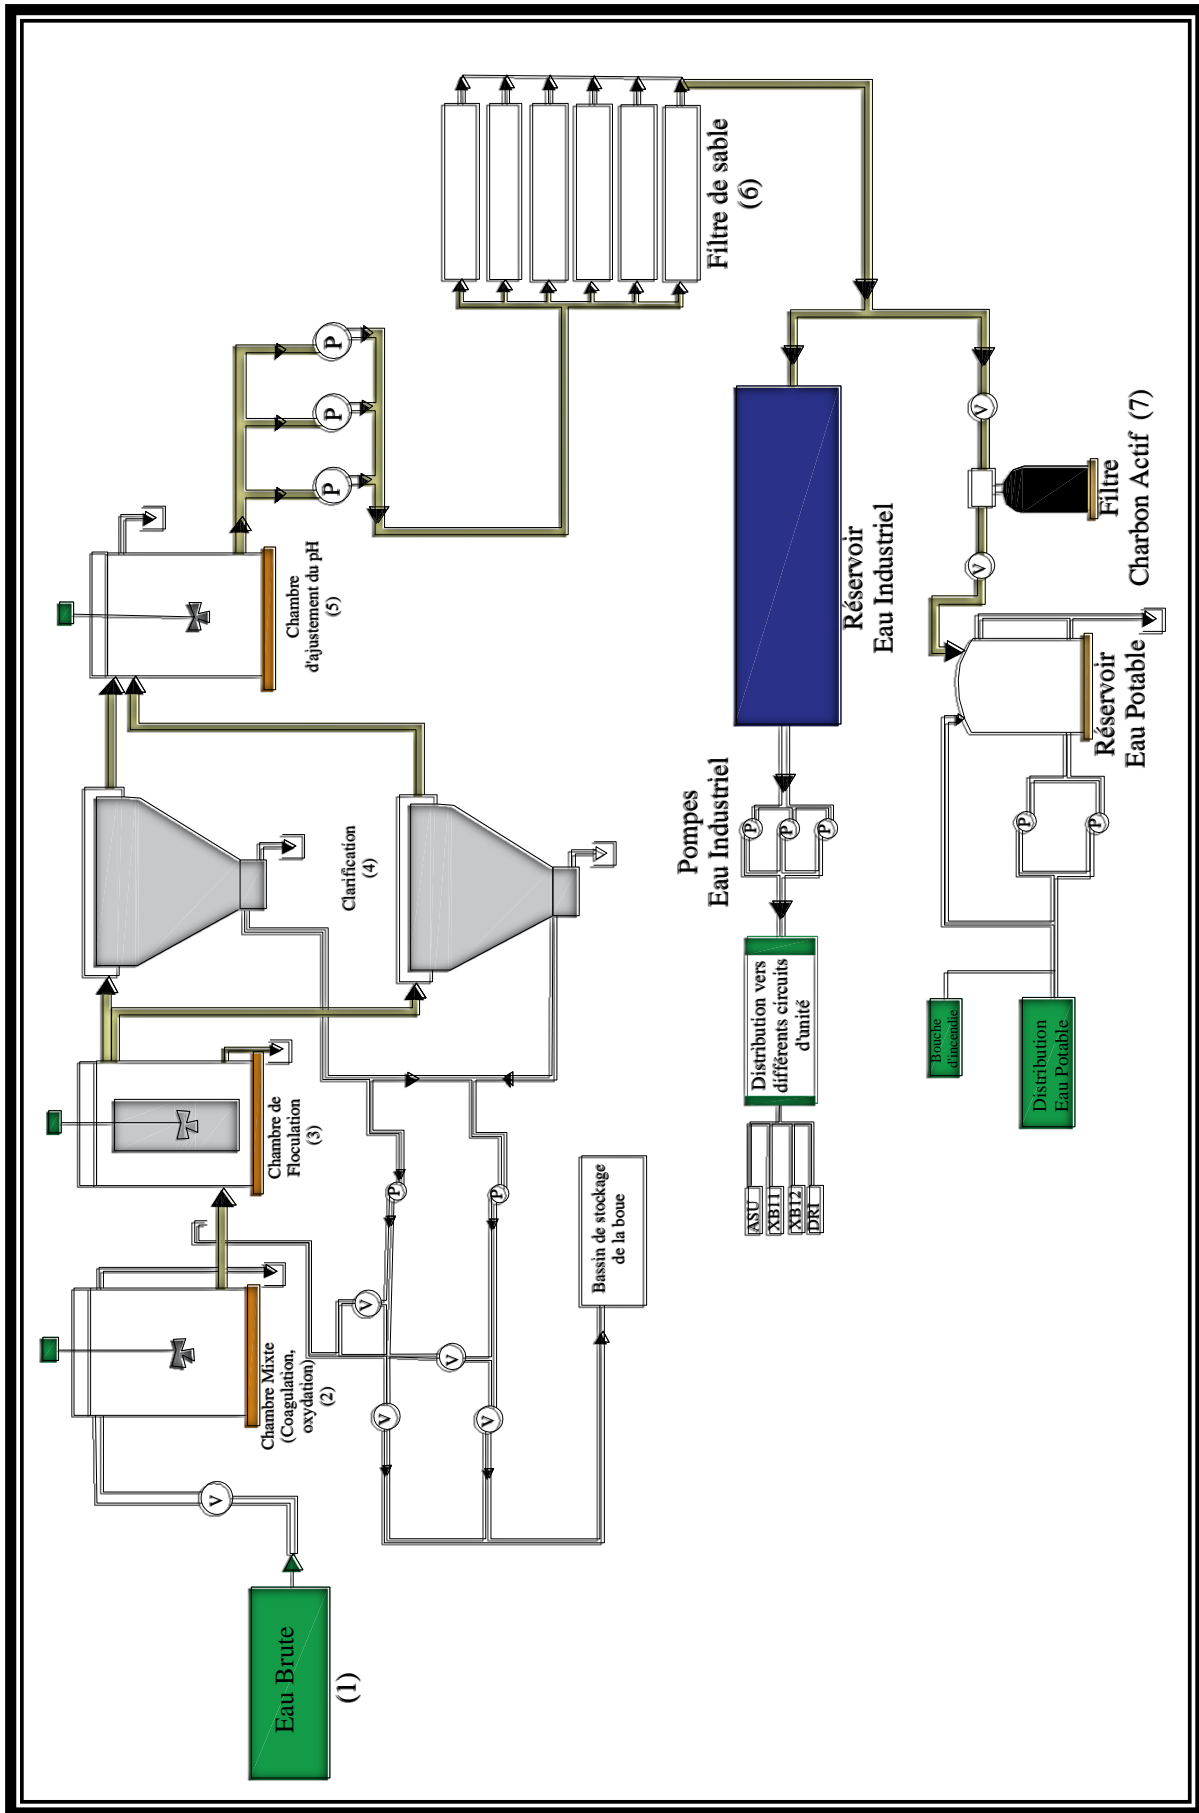 Eau Brute
(1)
V
Chambre Mixte
(Coagulation,
oxydation)
(2)
Chambre de
Floculation
(3)
Clarification
(4)
Chambre
d'ajustement du pH
(5)
P
P
P
Filtre de sable
(6)
P
P
V
V
V
V
Bassin de stockage
de la boue
Réservoir
Eau Industriel
Pompes
Eau Industriel
P
P
P
Distribution vers
différents circuits
d'unité
ASU
XB11
XB12
DRI
V
V
Filtre
Charbon Actif (7)
Réservoir
Eau Potable
P
P
Bouche
d'incendie
Distribution
Eau Potable